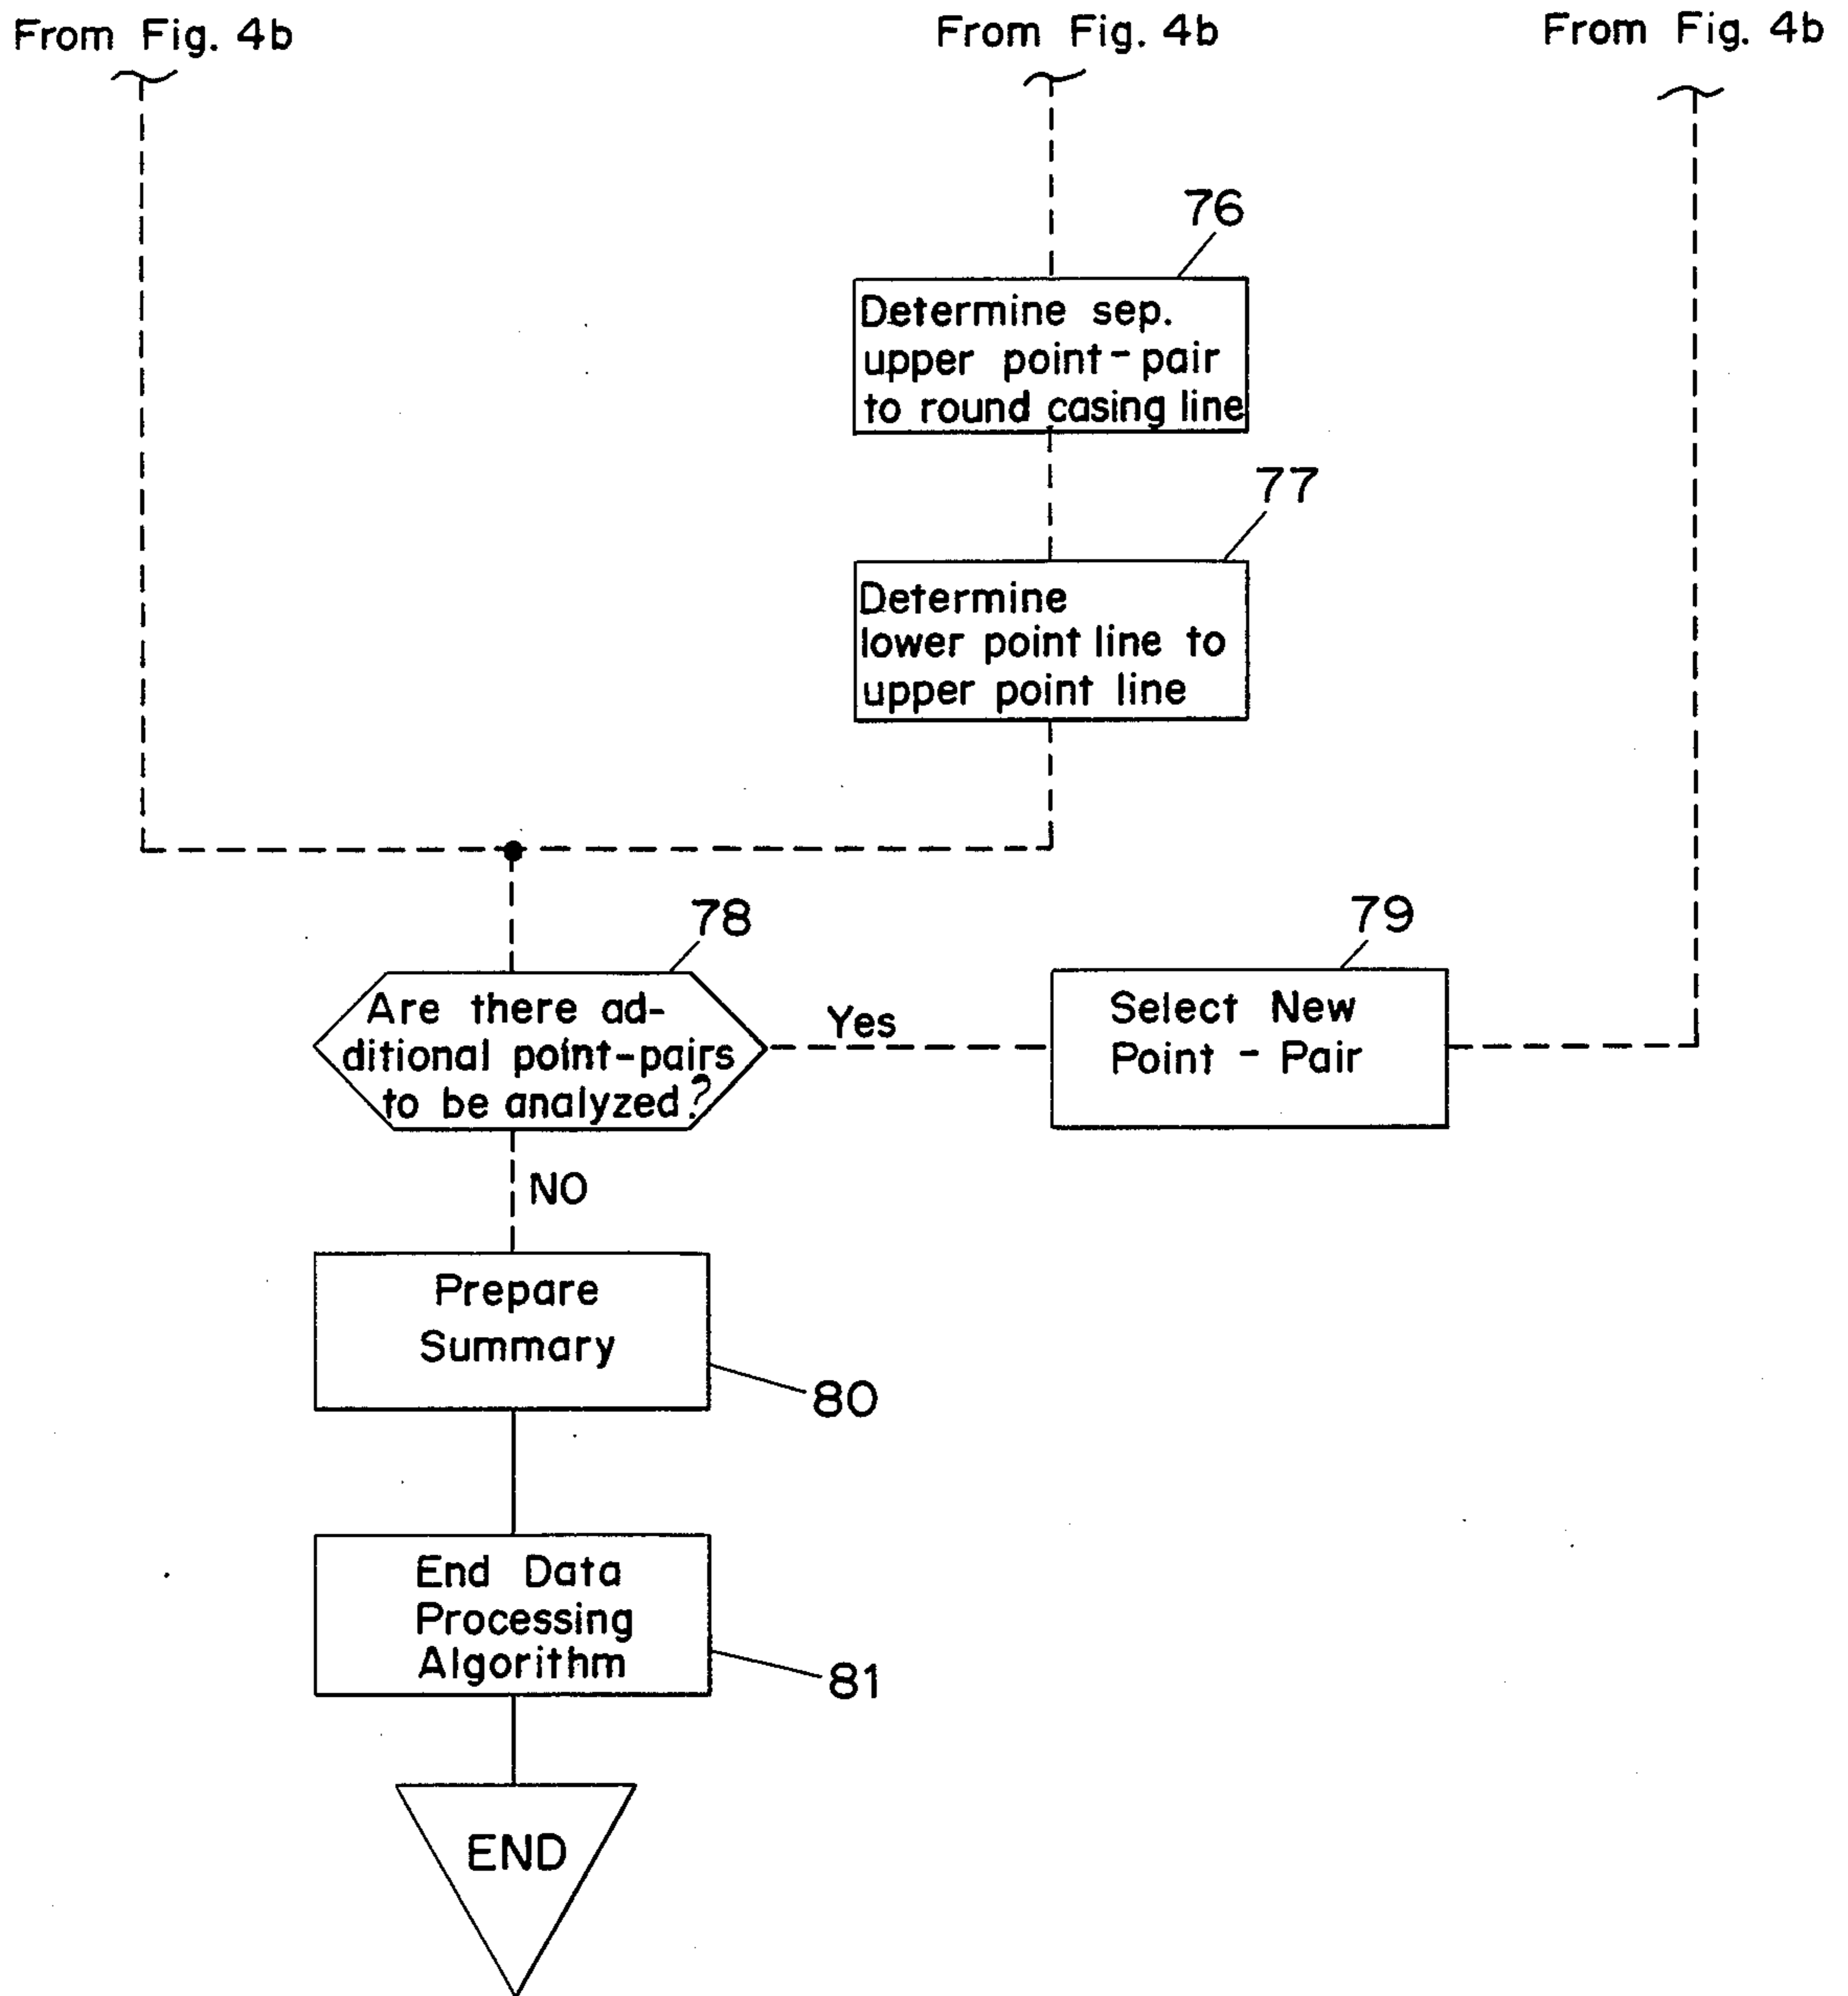 From Fig. 4b
From Fig. 4b
From Fig. 4b
76
Determine sep.
upper point-pair
to round casing line
77
Determine
lower point line to
upper point line
78
Are there ad-
ditional point-pairs
to be analyzed?
Yes
79
Select New
Point - Pair
NO
Prepare
Summary
80
End Data
Processing
Algorithm
81
END